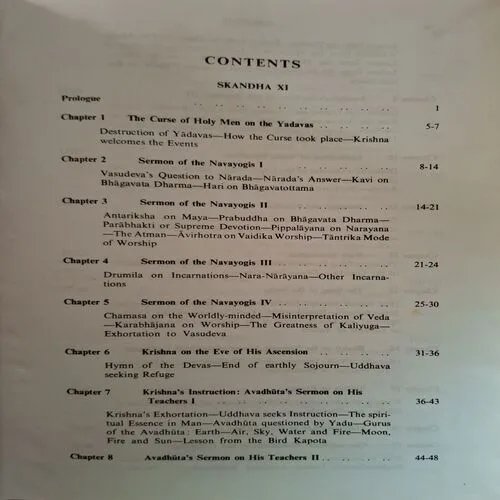 CONTENTS
SKANDHA XI
Prologue .. .. .. .. .. .. .. .. .. 1
Chapter 1 The Curse of Holy Men on the Yadavas .. .. .. .. 5-7
Destruction of Yādavas—How the Curse took place—Krishna
welcomes the Events
Chapter 2 Sermon of the Navayogis I .. .. .. .. .. .. 8-14
Vasudeva's Question to Nārada—Nārada's Answer—Kavi on
Bhāgavata Dharma—Hari on Bhāgavatottama
Chapter 3 Sermon of the Navayogis II .. .. .. .. .. 14-21
Antariksha on Maya—Prabuddha on Bhāgavata Dharma—
Parābhakti or Supreme Devotion—Pippalāyana on Narayana
—The Atman—Āvirhotra on Vaidika Worship—Tāntrika Mode
of Worship
Chapter 4 Sermon of the Navayogis III .. .. .. .. .. 21-24
Drumila on Incarnations—Nara-Nārāyana—Other Incarna-
tions
Chapter 5 Sermon of the Navayogis IV .. .. .. .. .. 25-30
Chamasa on the Worldly-minded—Misinterpretation of Veda
—Karabhājana on Worship—The Greatness of Kaliyuga—
Exhortation to Vasudeva
Chapter 6 Krishna on the Eve of His Ascension .. .. .. .. 31-36
Hymn of the Devas—End of earthly Sojourn—Uddhava
seeking Refuge
Chapter 7 Krishna's Instruction: Avadhūta's Sermon on His
Teachers I .. .. .. .. .. .. .. .. 36-43
Krishna's Exhortation—Uddhava seeks Instruction—The spiri-
tual Essence in Man—Avadhūta questioned by Yadu—Gurus
of the Avadhūta: Earth—Air, Sky, Water and Fire—Moon,
Fire and Sun—Lesson from the Bird Kapota
Chapter 8 Avadhūta's Sermon on His Teachers II .. .. .. 44-48